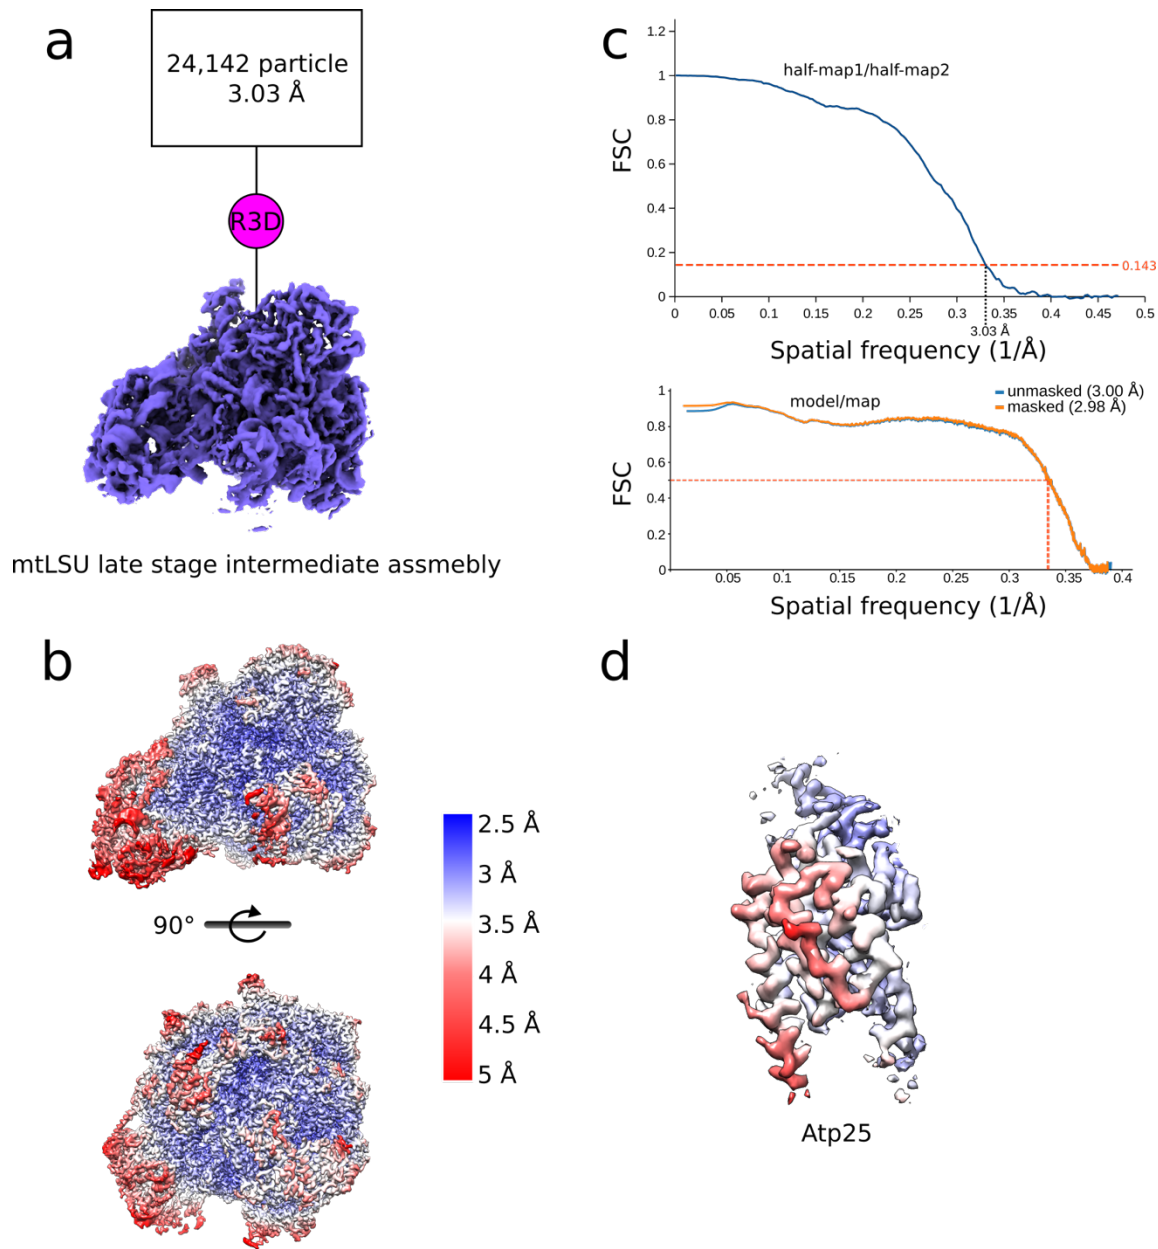 a
24,142 particle
3.03 Å
R3D
mtLSU late stage intermediate assmebly
b
90°
2.5 Å
3 Å
3.5 Å
4 Å
4.5 Å
5 Å
c
1.2
1
0.8
0.6
0.4
0.2
0
FSC
half-map1/half-map2
0.143
0 0.05 0.1 0.15 0.2 0.25 0.3 0.35 0.4 0.45 0.5
3.03 Å
Spatial frequency (1/Å)
1
0.8
0.6
0.4
0.2
0
FSC
model/map
unmasked (3.00 Å)
masked (2.98 Å)
0.05 0.1 0.15 0.2 0.25 0.3 0.35 0.4
Spatial frequency (1/Å)
d
Atp25